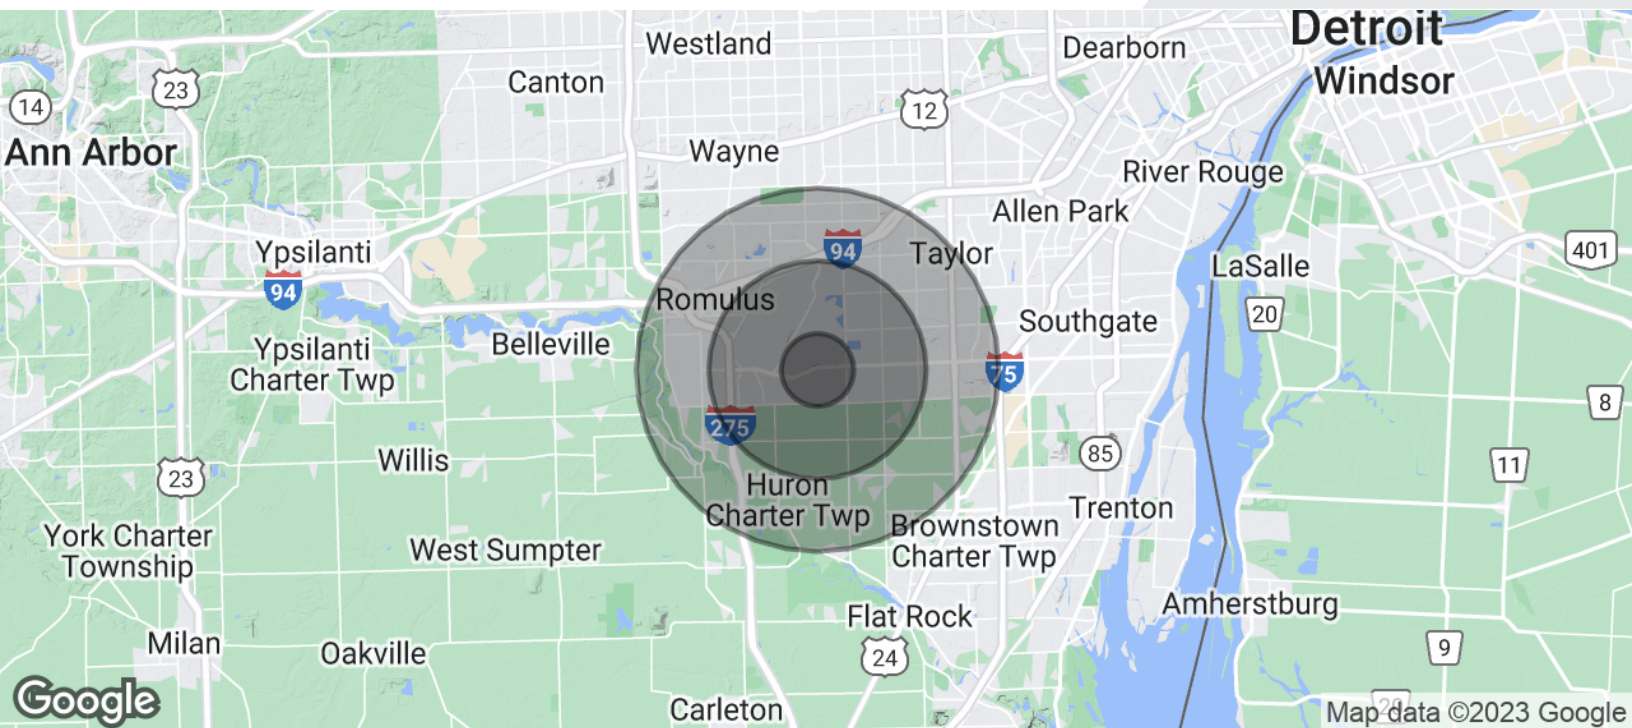 Detroit
Westland
Dearborn
Canton
Windsor
23
14
12
Ann Arbor
Wayne
River Rouge
Allen Park
Ypsilanti
94
Taylor
401
LaSalle
94
Romulus
20
Southgate
Belleville
Ypsilanti
Charter Twp
75
8
275
Willis
85
11
23
Huron
Charter Twp
Trenton
York Charter
Township
West Sumpter
Brownstown
Charter Twp
Amherstburg
Flat Rock
Milan
Oakville
24
9
Carleton
Google
20
Map data ©2023 Google